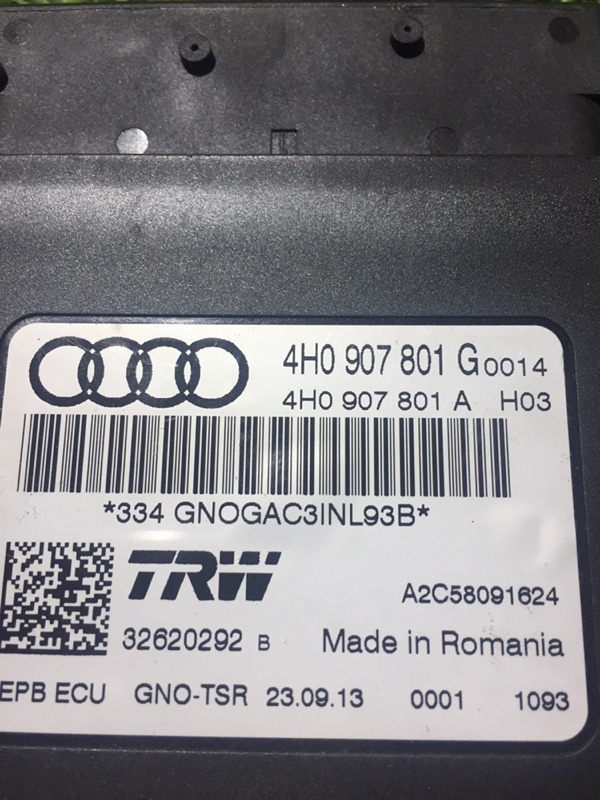 4H0 907 801 G 0014
4H0 907 801 A H03
*334 GNOGAC3INL93B*
TRW
A2C58091624
32620292 B Made in Romania
EPB ECU GNO-TSR 23.09.13 0001 1093